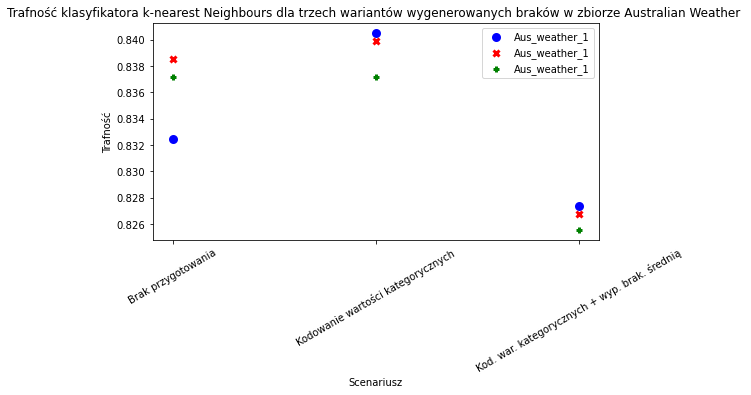 Trafność klasyfikatora k-nearest Neighbours dla trzech wariantów wygenerowanych braków w zbiorze Australian Weather
Aus_weather_1
Aus_weather_1
Aus_weather_1
0.840
0.838
0.836
0.834
0.832
0.830
0.828
0.826
Trafność
Brak przygotowania
Kodowanie wartości kategorycznych
Kod. war. kategorycznych + wyp. brak. średnią
Scenariusz